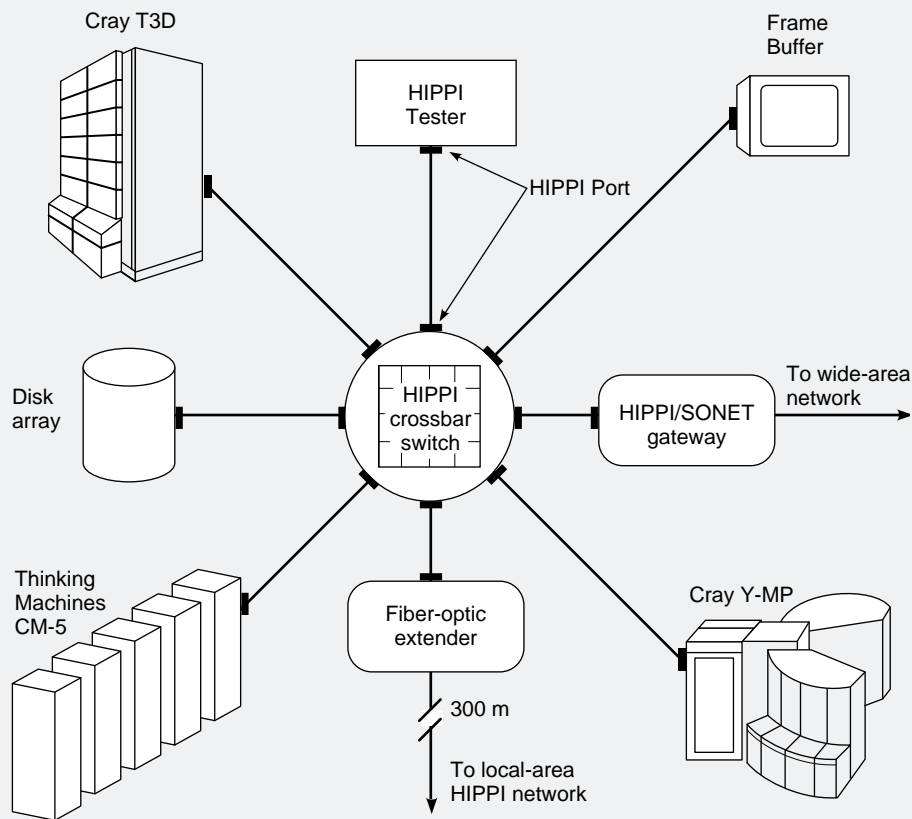 Cray T3D
Frame
Buffer
HIPPI
Tester
HIPPI Port
Disk
array
HIPPI
crossbar
switch
To wide-area
network
HIPPI/SONET
gateway
Thinking
Machines
CM-5
Fiber-optic
extender
Cray Y-MP
300 m
To local-area
HIPPI network